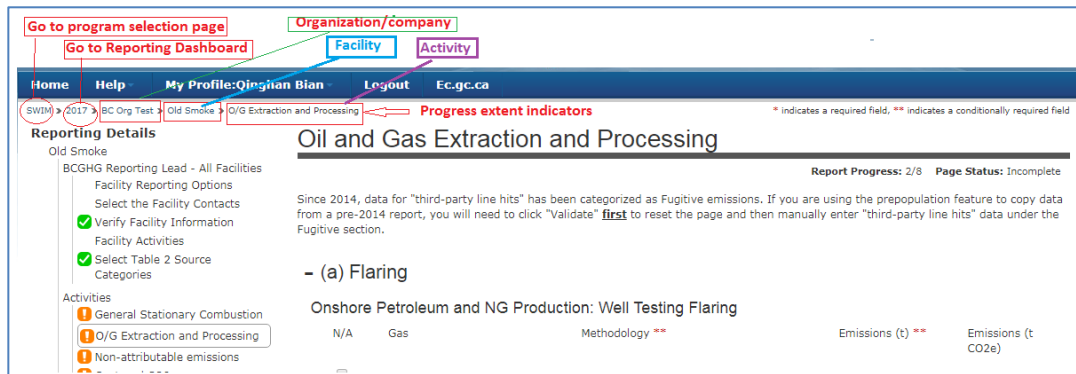 Go to program selection page
Organization/company
Go to Reporting Dashboard
Facility
Activity
Home Help My Profile:Qinghan Bian Logout Ec.gc.ca
SWIM > 2017 > BC Org Test > Old Smoke > O/G Extraction and Processing
Progress extent indicators
* indicates a required field, ** indicates a conditionally required field
Reporting Details
Old Smoke
BCGHG Reporting Lead - All Facilities
Facility Reporting Options
Select the Facility Contacts
Verify Facility Information
Facility Activities
Select Table 2 Source
Categories
Activities
General Stationary Combustion
O/G Extraction and Processing
Non-attributable emissions
Oil and Gas Extraction and Processing
Report Progress: 2/8 Page Status: Incomplete
Since 2014, data for "third-party line hits" has been categorized as Fugitive emissions. If you are using the prepopulation feature to copy data
from a pre-2014 report, you will need to click "Validate" first to reset the page and then manually enter "third-party line hits" data under the
Fugitive section.
– (a) Flaring
Onshore Petroleum and NG Production: Well Testing Flaring
N/A Gas Methodology ** Emissions (t) ** Emissions (t
CO2e)